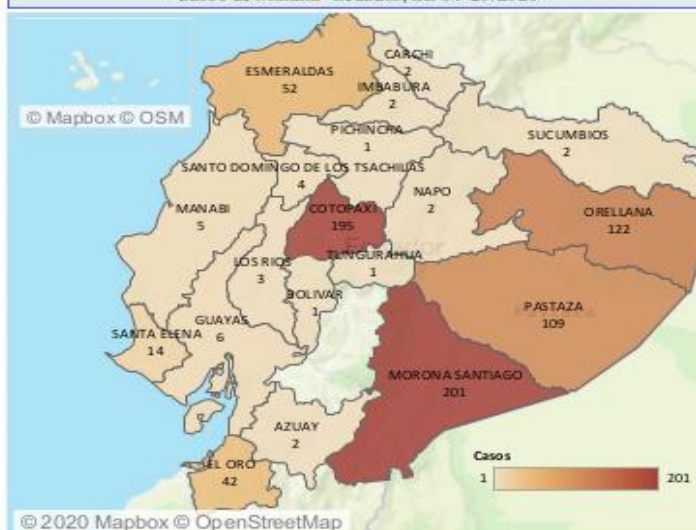 CARCHI
2
ESMERALDAS
52
IMBABURA
2
© Mapbox © OSM
PICHINCHA
1
SUCUMBIOS
2
SANTO DOMINGO DE LOS TSACHILAS
4
NAPO
2
MANABI
5
COTOPAXI
195
ORELLANA
122
LOS RIOS
3
TUNGURAHUA
1
BOLIVAR
1
PASTAZA
109
SANTA ELENA
14
GUAYAS
6
MORONA SANTIAGO
201
AZUAY
2
EL ORO
42
Casos
1 201
© 2020 Mapbox © OpenStreetMap